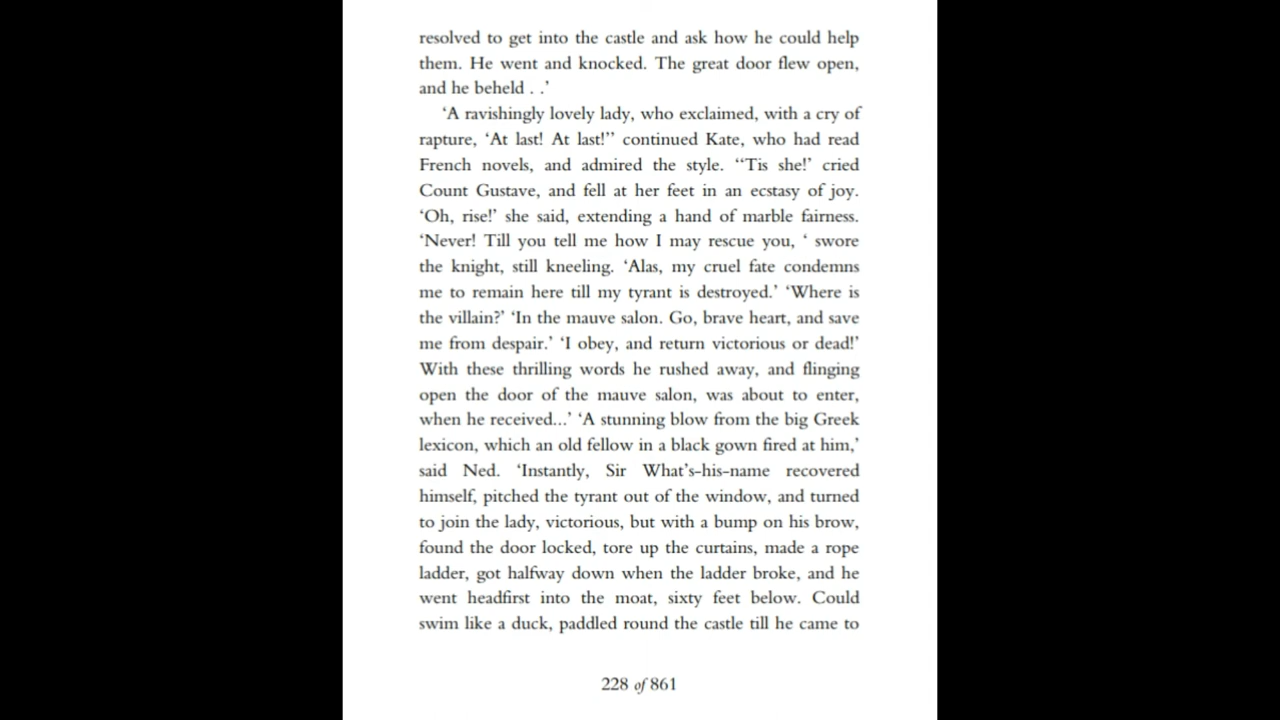 resolved to get into the castle and ask how he could help
them. He went and knocked. The great door flew open,
and he beheld . .’
‘A ravishingly lovely lady, who exclaimed, with a cry of
rapture, ‘At last! At last!’’ continued Kate, who had read
French novels, and admired the style. ‘‘Tis she!’ cried
Count Gustave, and fell at her feet in an ecstasy of joy.
‘Oh, rise!’ she said, extending a hand of marble fairness.
‘Never! Till you tell me how I may rescue you, ‘ swore
the knight, still kneeling. ‘Alas, my cruel fate condemns
me to remain here till my tyrant is destroyed.’ ‘Where is
the villain?’ ‘In the mauve salon. Go, brave heart, and save
me from despair.’ ‘I obey, and return victorious or dead!’
With these thrilling words he rushed away, and flinging
open the door of the mauve salon, was about to enter,
when he received...’ ‘A stunning blow from the big Greek
lexicon, which an old fellow in a black gown fired at him,’
said Ned. ‘Instantly, Sir What’s-his-name recovered
himself, pitched the tyrant out of the window, and turned
to join the lady, victorious, but with a bump on his brow,
found the door locked, tore up the curtains, made a rope
ladder, got halfway down when the ladder broke, and he
went headfirst into the moat, sixty feet below. Could
swim like a duck, paddled round the castle till he came to
228 of 861